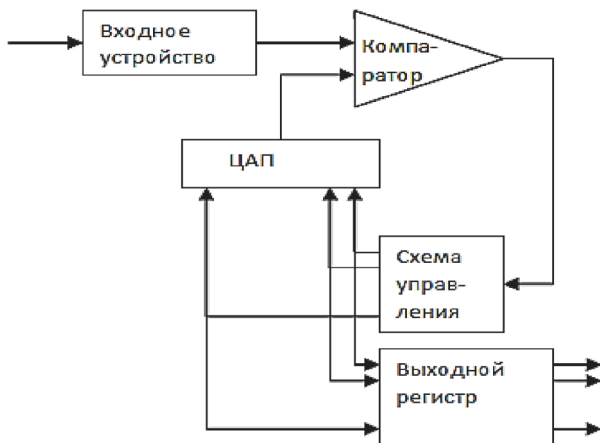 Входное
устройство
Компа-
ратор
ЦАП
Схема
управ-
ления
Выходной
регистр